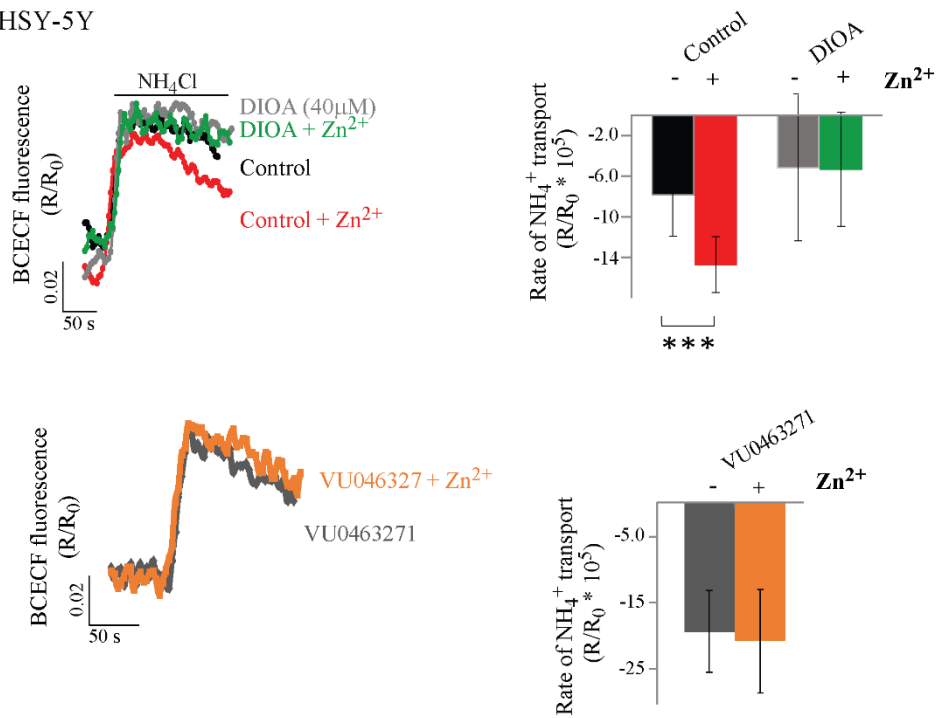 HSY-5Y
NH₄Cl
DIOA (40μM)
DIOA + Zn²⁺
Control
Control + Zn²⁺
BCECF fluorescence
(R/R₀)
0.02
50 s
Control
DIOA
- + - + Zn²⁺
-2.0
-6.0
-10
-14
Rate of NH₄⁺ transport
(R/R₀ * 10⁵)
***
BCECF fluorescence
(R/R₀)
0.02
50 s
VU046327 + Zn²⁺
VU0463271
VU0463271
- + Zn²⁺
-5.0
-15
-25
Rate of NH₄⁺ transport
(R/R₀ * 10⁵)